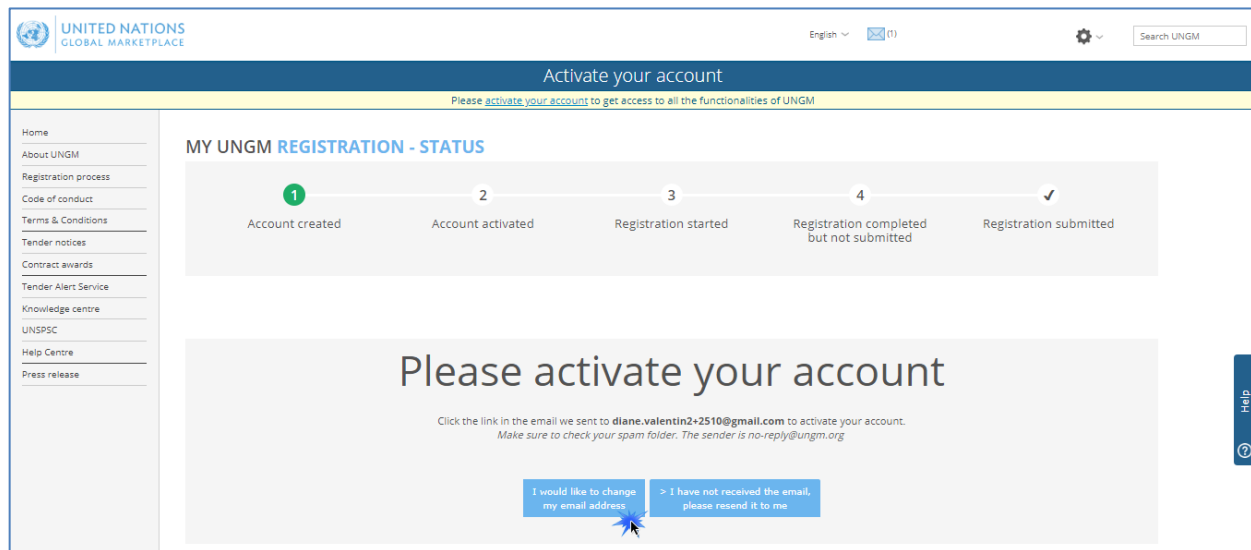 UNITED NATIONS
GLOBAL MARKETPLACE
English
(1)
Search UNGM
Activate your account
Please activate your account to get access to all the functionalities of UNGM
Home
About UNGM
Registration process
Code of conduct
Terms & Conditions
Tender notices
Contract awards
Tender Alert Service
Knowledge centre
UNSPSC
Help Centre
Press release
MY UNGM REGISTRATION - STATUS
1 2 3 4
Account created Account activated Registration started Registration completed Registration submitted
but not submitted
Please activate your account
Click the link in the email we sent to diane.valentin2+2510@gmail.com to activate your account.
Make sure to check your spam folder. The sender is no-reply@ungm.org
I would like to change
my email address
> I have not received the email,
please resend it to me
Help
?